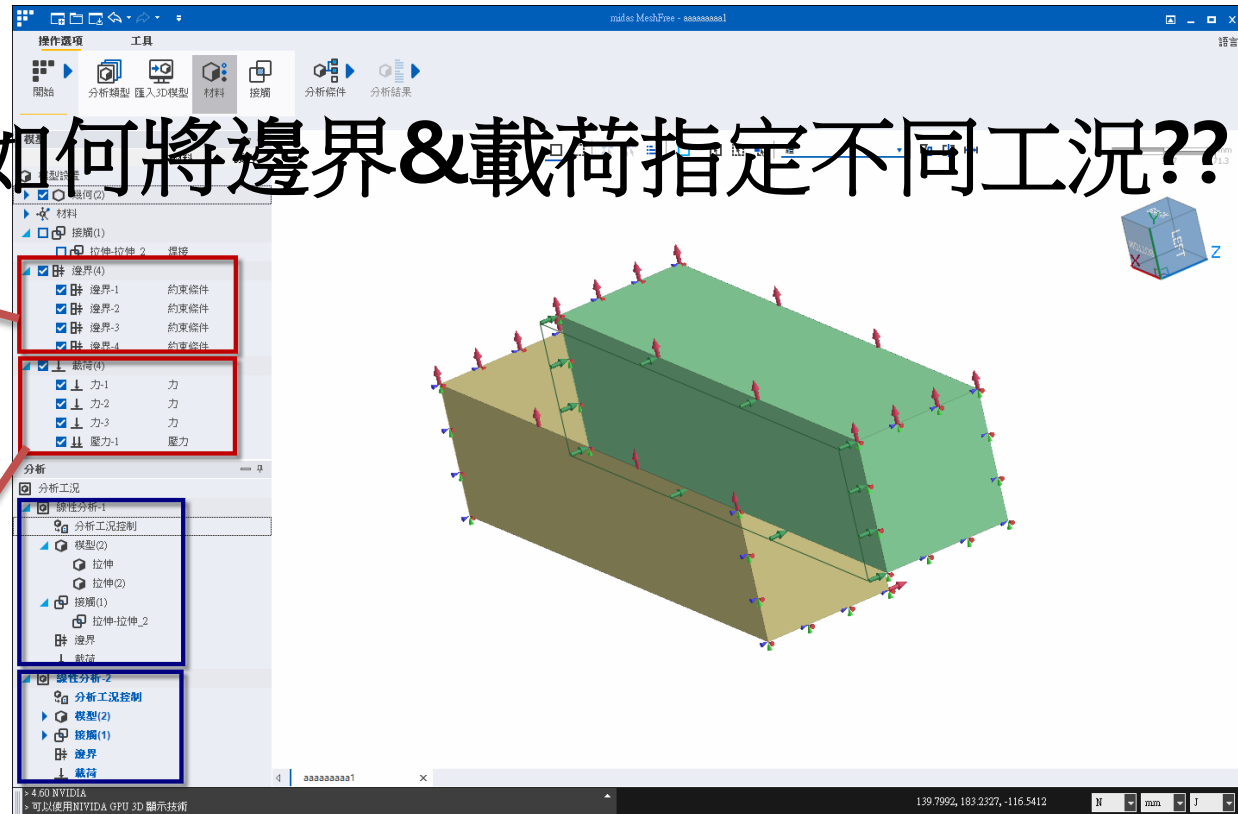 midas MeshFree - aaaaaaaaa1
操作選項 工具
語言
開始 分析類型 匯入3D模型 材料 接觸 分析條件 分析結果
如何將邊界&載荷指定不同工況??
幾何(2)
材料
接觸(1)
拉伸-拉伸_2 焊接
邊界(4)
邊界-1 約束條件
邊界-2 約束條件
邊界-3 約束條件
邊界-4 約束條件
載荷(4)
力-1 力
力-2 力
力-3 力
壓力-1 壓力
分析
分析工況
線性分析-1
分析工況控制
模型(2)
拉伸
拉伸(2)
接觸(1)
拉伸-拉伸_2
邊界
載荷
線性分析-2
分析工況控制
模型(2)
接觸(1)
邊界
載荷
LEFT
X Y Z
aaaaaaaaa1
> 4.60 NVIDIA
> 可以使用NIVIDA GPU 3D 顯示技術
139.7992, 183.2327, -116.5412 N mm J